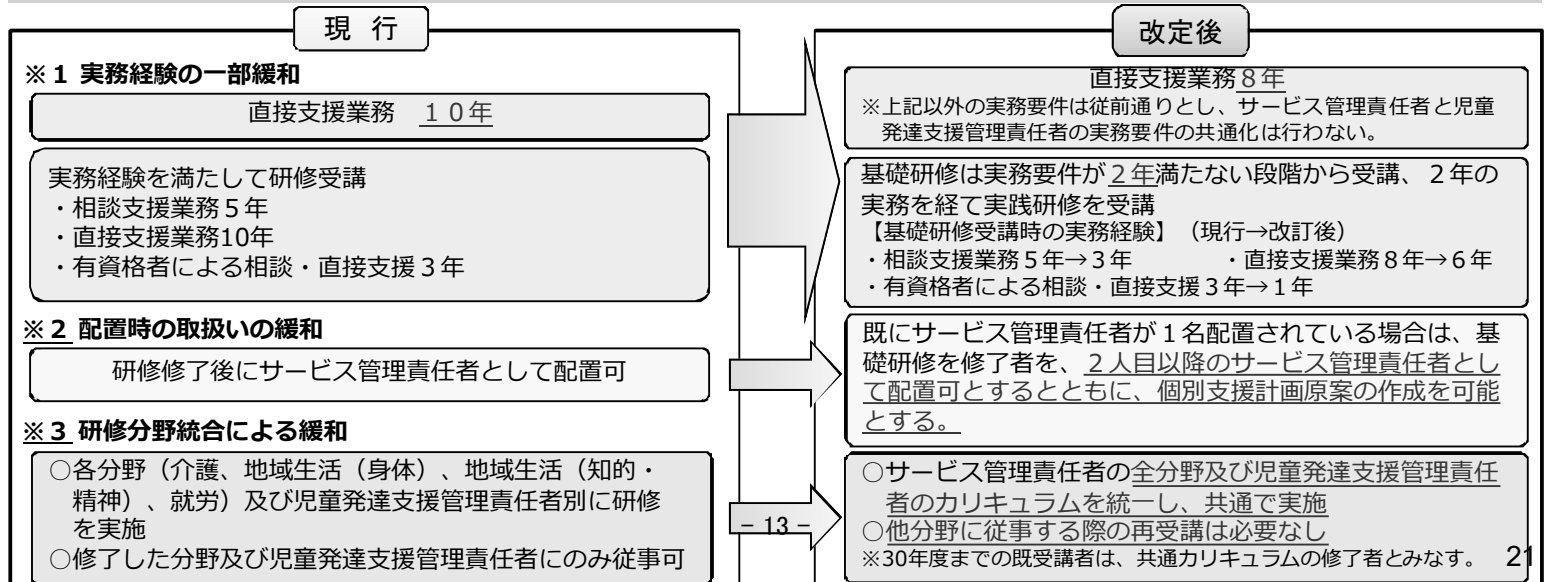 現 行
※1 実務経験の一部緩和
直接支援業務 10年
実務経験を満たして研修受講
・相談支援業務5年
・直接支援業務10年
・有資格者による相談・直接支援3年
※2 配置時の取扱いの緩和
研修修了後にサービス管理責任者として配置可
※3 研修分野統合による緩和
○各分野(介護、地域生活(身体)、地域生活(知的・
精神)、就労)及び児童発達支援管理責任者別に研修
を実施
○修了した分野及び児童発達支援管理責任者にのみ従事可
改定後
直接支援業務8年
※上記以外の実務要件は従前通りとし、サービス管理責任者と児童
発達支援管理責任者の実務要件の共通化は行わない。
基礎研修は実務要件が2年満たない段階から受講、2年の
実務を経て実践研修を受講
【基礎研修受講時の実務経験】(現行→改訂後)
・相談支援業務5年→3年 ・直接支援業務8年→6年
・有資格者による相談・直接支援3年→1年
既にサービス管理責任者が1名配置されている場合は、基
礎研修を修了者を、2人目以降のサービス管理責任者とし
て配置可とするとともに、個別支援計画原案の作成を可能
とする。
○サービス管理責任者の全分野及び児童発達支援管理責任
者のカリキュラムを統一し、共通で実施
○他分野に従事する際の再受講は必要なし
※30年度までの既受講者は、共通カリキュラムの修了者とみなす。
- 13 -
21